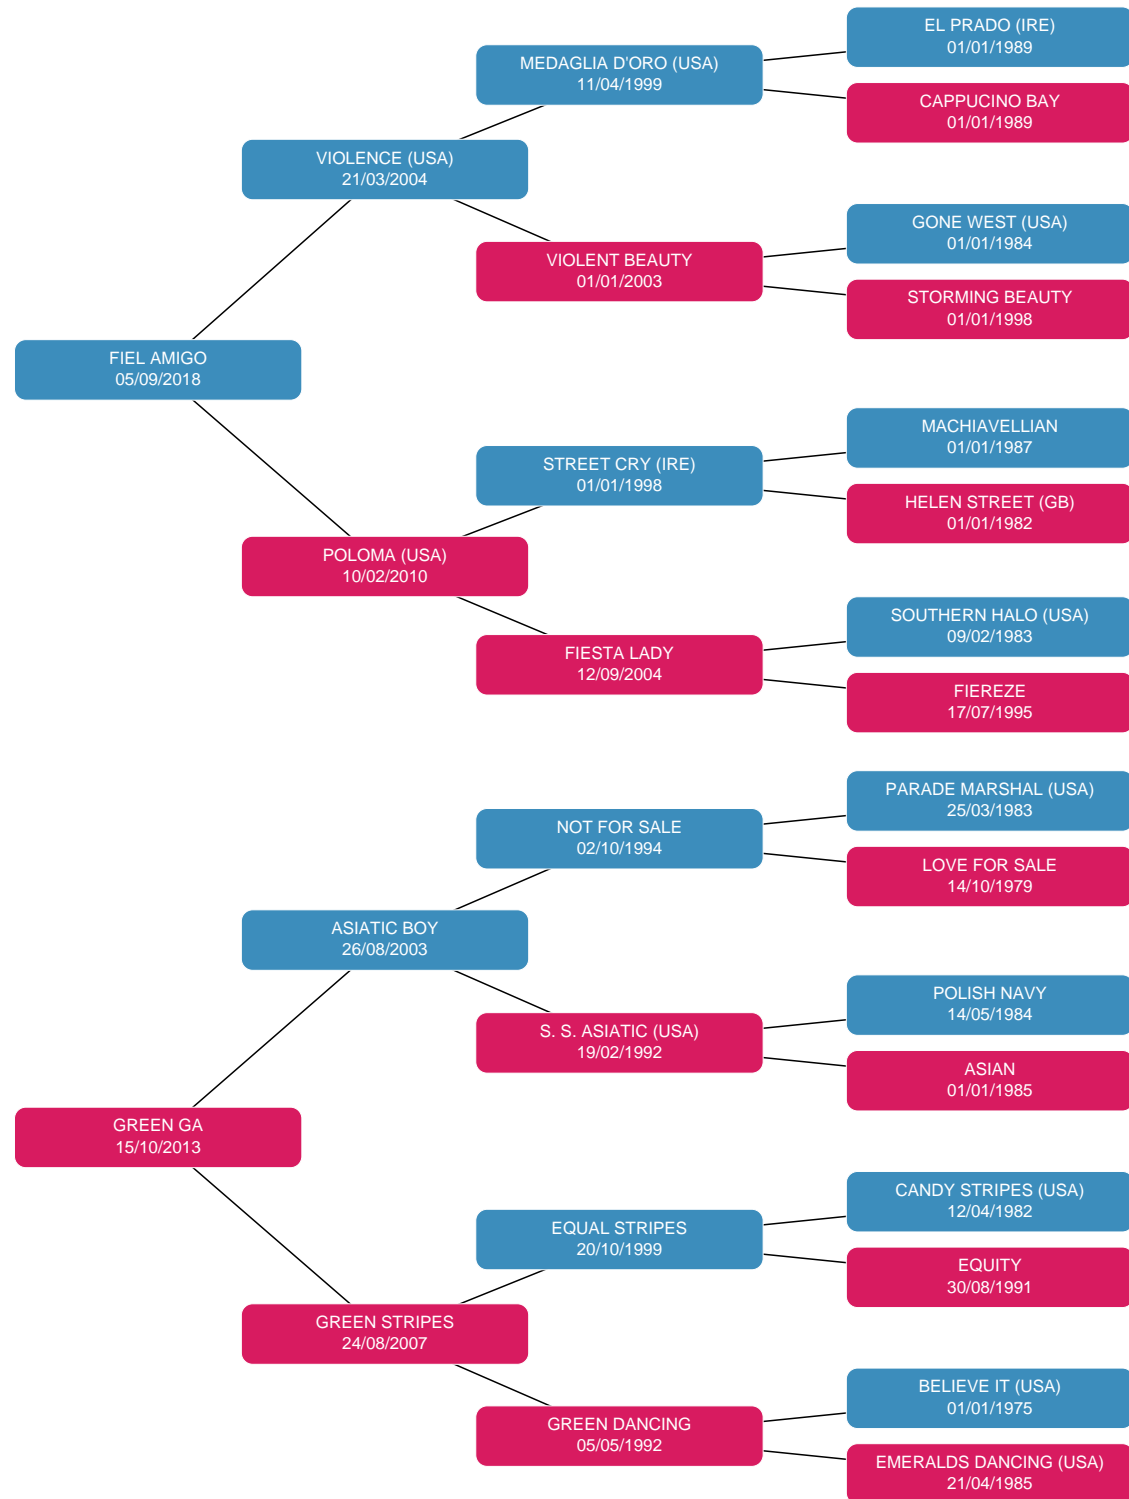 EL PRADO (IRE)
01/01/1989
MEDAGLIA D'ORO (USA)
11/04/1999
CAPPUCINO BAY
01/01/1989
VIOLENCE (USA)
21/03/2004
GONE WEST (USA)
01/01/1984
VIOLENT BEAUTY
01/01/2003
STORMING BEAUTY
01/01/1998
FIEL AMIGO
05/09/2018
MACHIAVELLIAN
01/01/1987
STREET CRY (IRE)
01/01/1998
HELEN STREET (GB)
01/01/1982
POLOMA (USA)
10/02/2010
SOUTHERN HALO (USA)
09/02/1983
FIESTA LADY
12/09/2004
FIEREZE
17/07/1995
PARADE MARSHAL (USA)
25/03/1983
NOT FOR SALE
02/10/1994
LOVE FOR SALE
14/10/1979
ASIATIC BOY
26/08/2003
POLISH NAVY
14/05/1984
S. S. ASIATIC (USA)
19/02/1992
ASIAN
01/01/1985
GREEN GA
15/10/2013
CANDY STRIPES (USA)
12/04/1982
EQUAL STRIPES
20/10/1999
EQUITY
30/08/1991
GREEN STRIPES
24/08/2007
BELIEVE IT (USA)
01/01/1975
GREEN DANCING
05/05/1992
EMERALDS DANCING (USA)
21/04/1985